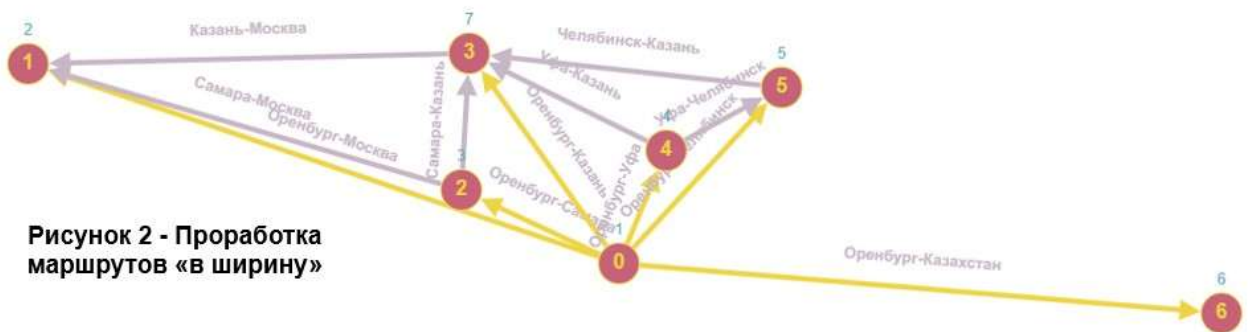 2
7
Казань-Москва
Челябинск-Казань
5
1
3
Уфа-Казань
Уфа-Челябинск
5
Самара-Москва
Оренбург-Москва
Самара-Казань
Оренбург-Казань
4
4
Оренбург-Уфа
3
2
Оренбург-Самара
1
0
Рисунок 2 - Проработка
маршрутов «в ширину»
Оренбург-Казахстан
6
6